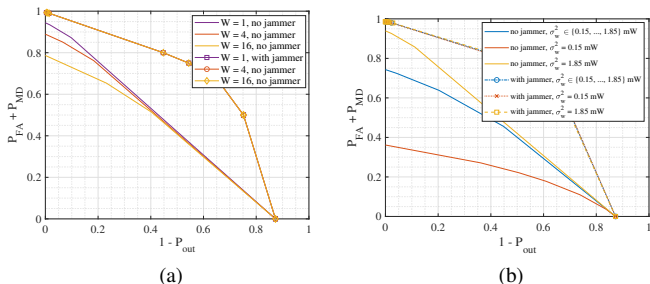 1
0.8
0.6
0.4
0.2
0
P_FA + P_MD
W = 1, no jammer
W = 4, no jammer
W = 16, no jammer
W = 1, with jammer
W = 4, no jammer
W = 16, no jammer
0 0.2 0.4 0.6 0.8 1
1 - P_out
(a)
1
0.8
0.6
0.4
0.2
0
P_FA + P_MD
no jammer, σ_w^2 ∈ {0.15, ..., 1.85} mW
no jammer, σ_w^2 = 0.15 mW
no jammer, σ_w^2 = 1.85 mW
with jammer, σ_w^2 ∈ {0.15, ..., 1.85} mW
with jammer, σ_w^2 = 0.15 mW
with jammer, σ_w^2 = 1.85 mW
0 0.2 0.4 0.6 0.8 1
1 - P_out
(b)